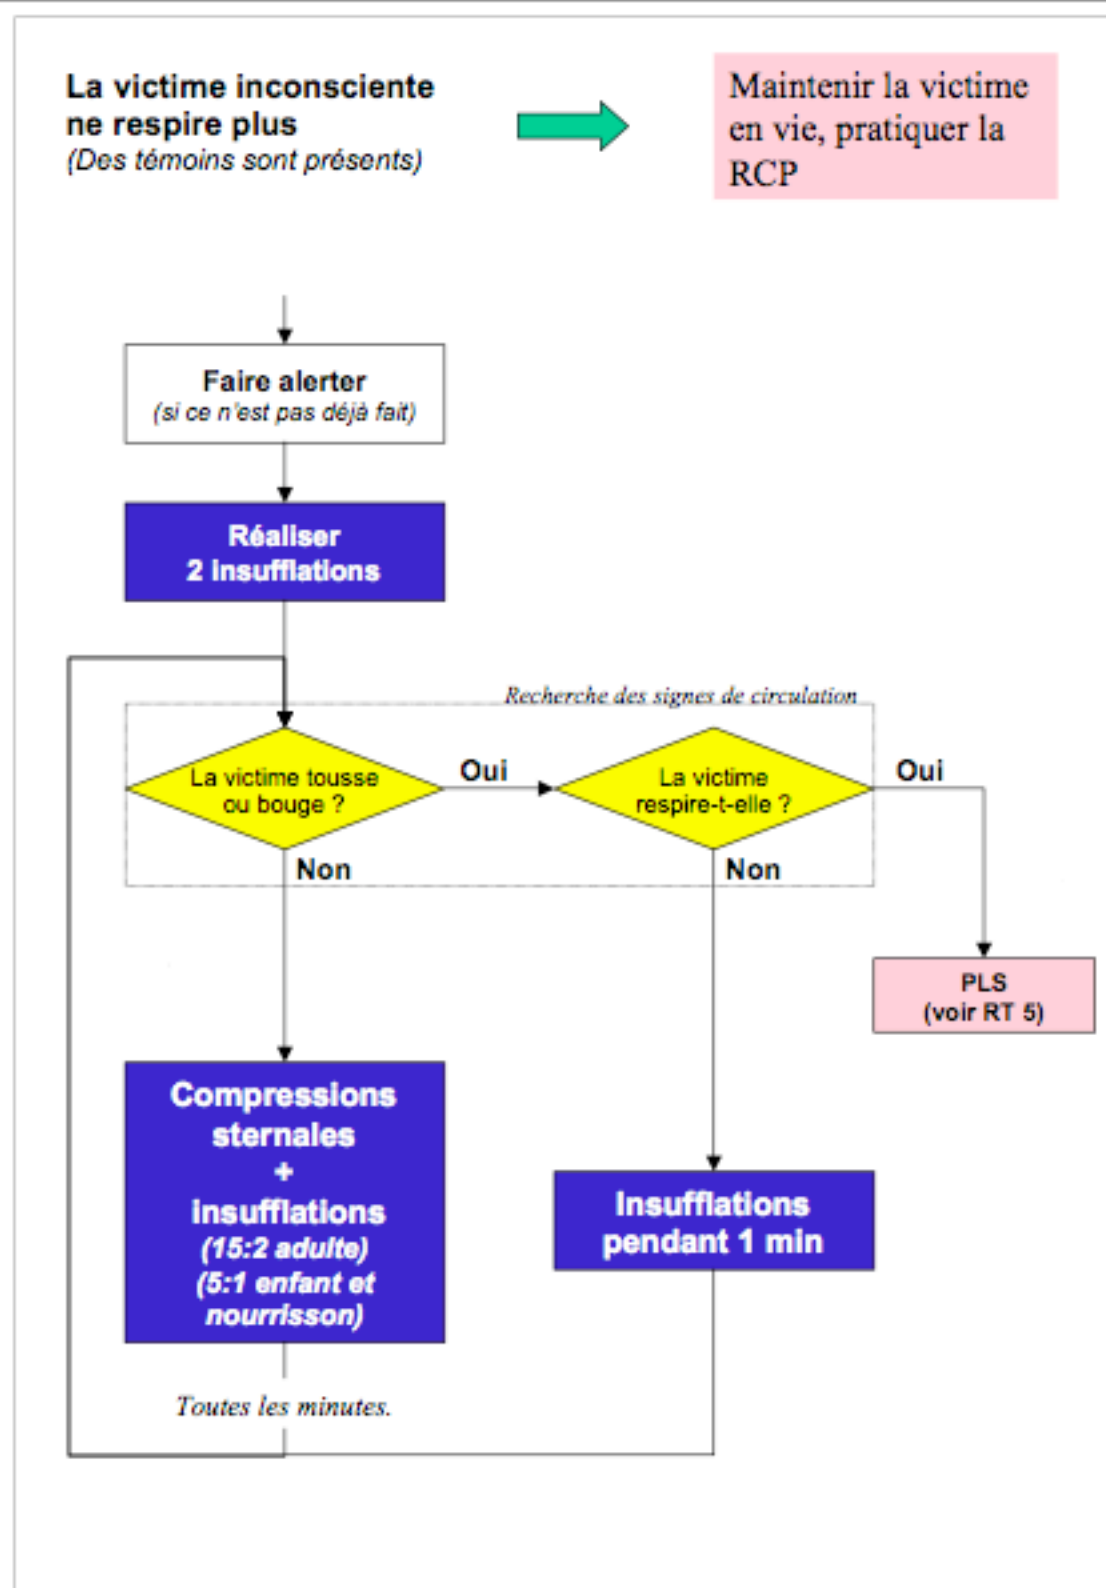 La victime inconsciente
ne respire plus
(Des témoins sont présents)
Maintenir la victime
en vie, pratiquer la
RCP
Faire alerter
(si ce n'est pas déjà fait)
Réaliser
2 insufflations
Recherche des signes de circulation
La victime tousse
ou bouge ?
Oui
La victime
respire-t-elle ?
Oui
Non
Non
PLS
(voir RT 5)
Compressions
sternales
+
insufflations
(15:2 adulte)
(5:1 enfant et
nourrisson)
Insufflations
pendant 1 min
Toutes les minutes.